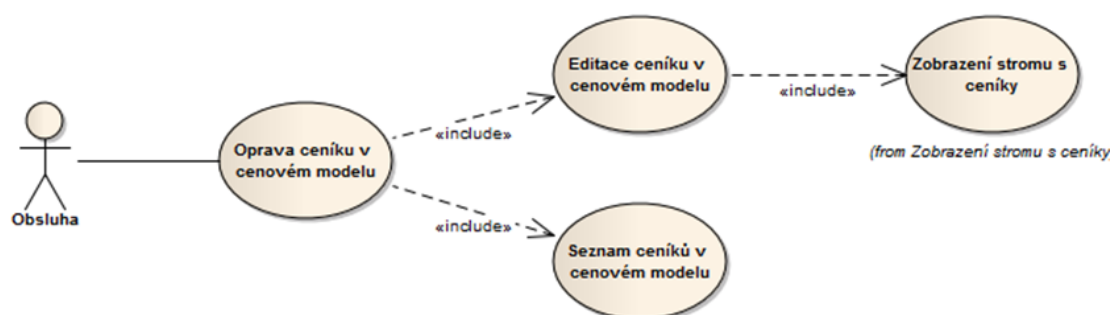 Editace ceníku v
cenovém modelu
Zobrazení stromu s
ceníky
«include»
(from Zobrazení stromu s ceníky)
«include»
Oprava ceníku v
cenovém modelu
Obsluha
«include»
Seznam ceníků v
cenovém modelu